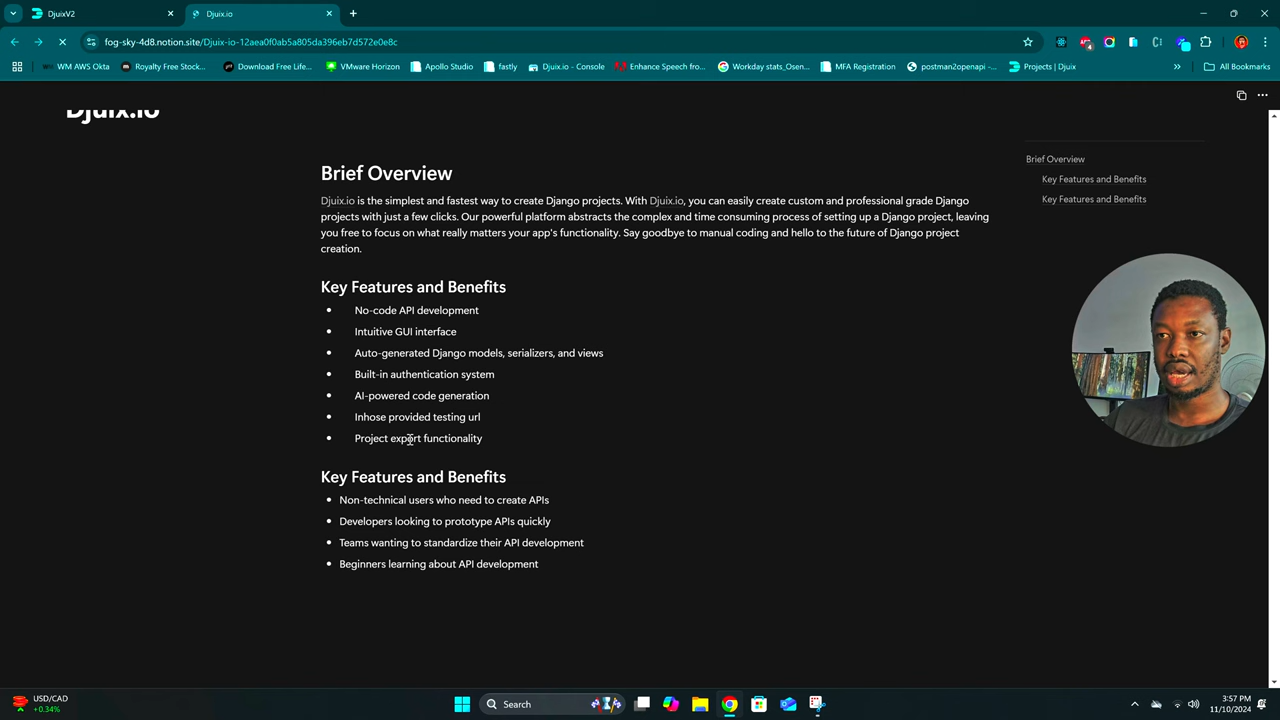 DjuixV2
Djuix.io
fog-sky-4d8.notion.site/Djuix-io-12aea0f0ab5a805da396eb7d572e0e8c
WM AWS Okta
Royalty Free Stock...
Download Free Life...
VMware Horizon
Apollo Studio
fastly
Djuix.io - Console
Enhance Speech fro...
Workday stats_Osen...
MFA Registration
postman2openapi -...
Projects | Djuix
All Bookmarks
Djuix.io
Brief Overview
Djuix.io is the simplest and fastest way to create Django projects. With Djuix.io, you can easily create custom and professional grade Django
projects with just a few clicks. Our powerful platform abstracts the complex and time consuming process of setting up a Django project, leaving
you free to focus on what really matters your app's functionality. Say goodbye to manual coding and hello to the future of Django project
creation.
Key Features and Benefits
• No-code API development
• Intuitive GUI interface
• Auto-generated Django models, serializers, and views
• Built-in authentication system
• AI-powered code generation
• Inhose provided testing url
• Project export functionality
Key Features and Benefits
• Non-technical users who need to create APIs
• Developers looking to prototype APIs quickly
• Teams wanting to standardize their API development
• Beginners learning about API development
Brief Overview
Key Features and Benefits
Key Features and Benefits
USD/CAD
+0.34%
Search
3:57 PM
11/10/2024